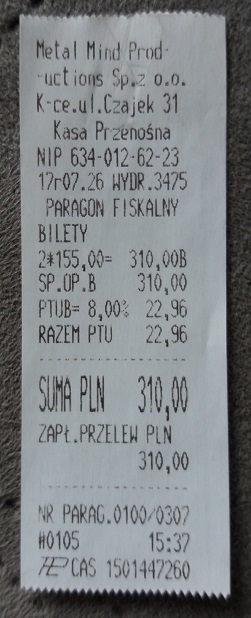 Metal Mind Prod-
-uctions Sp.z o.o.
K-ce.ul.Czajek 31
Kasa Przenośna
NIP 634-012-62-23
17r07.26 WYDR.3475
PARAGON FISKALNY
BILETY
2*155,00= 310,00B
SP.OP.B 310,00
PTUB= 8,00% 22,96
RAZEM PTU 22,96
SUMA PLN 310,00
ZAPŁ.PRZELEW PLN
310,00
NR PARAG.0100/0307
#0105 15:37
CAS 1501447260